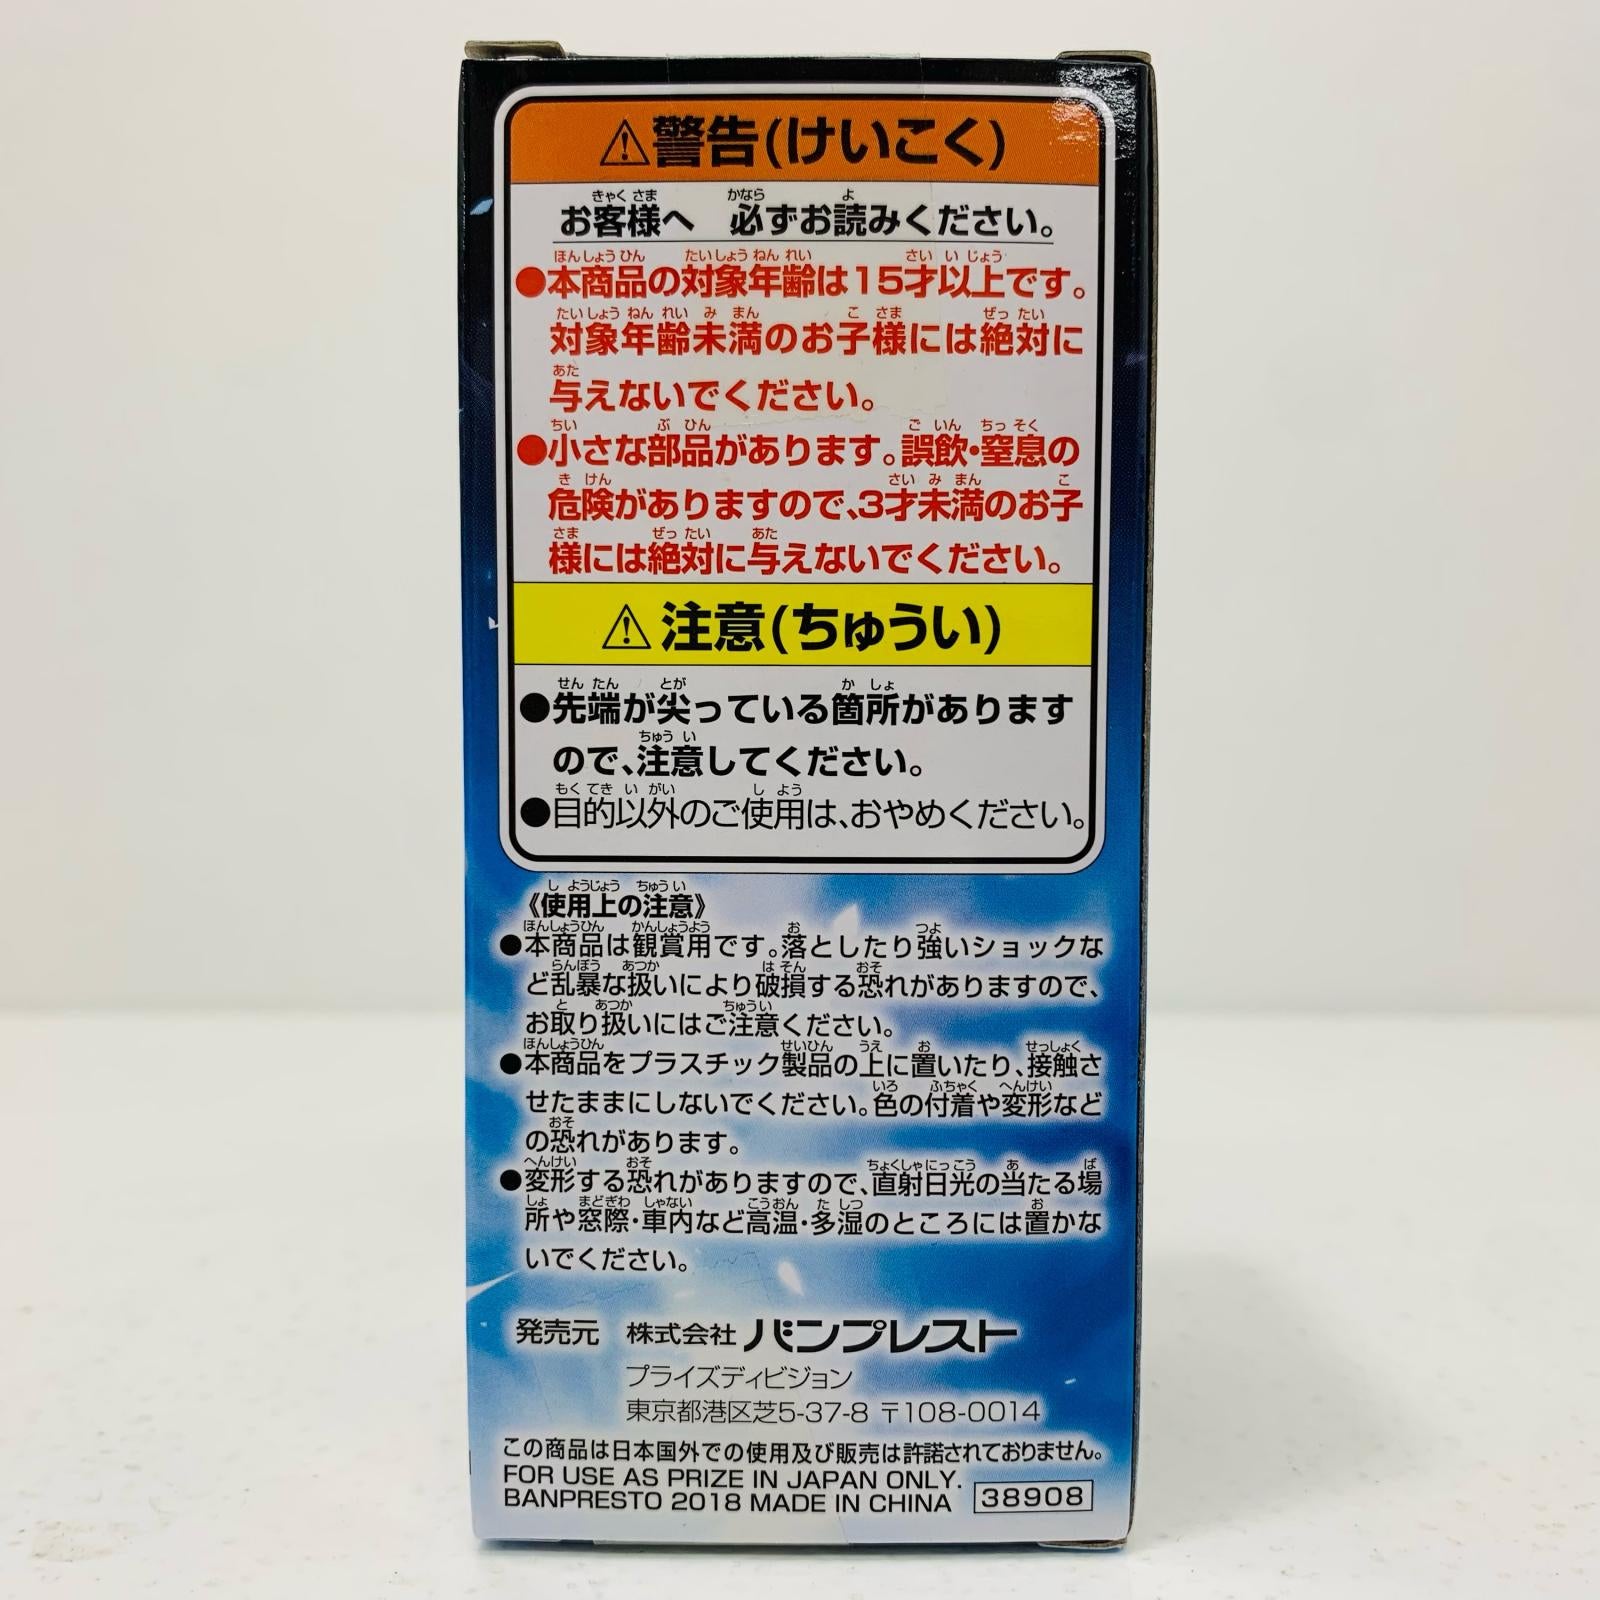 ⚠警告(けいこく)
お客様へ 必ずお読みください。
●本商品の対象年齢は15才以上です。
対象年齢未満のお子様には絶対に
与えないでください。
●小さな部品があります。誤飲・窒息の
危険がありますので、3才未満のお子
様には絶対に与えないでください。
⚠注意(ちゅうい)
●先端が尖っている箇所があります
ので、注意してください。
●目的以外のご使用は、おやめください。
《使用上の注意》
●本商品は観賞用です。落としたり強いショックな
ど乱暴な扱いにより破損する恐れがありますので、
お取り扱いにはご注意ください。
●本商品をプラスチック製品の上に置いたり、接触さ
せたままにしないでください。色の付着や変形など
の恐れがあります。
●変形する恐れがありますので、直射日光の当たる場
所や窓際・車内など高温・多湿のところには置かな
いでください。
発売元 株式会社 バンプレスト
プライズディビジョン
東京都港区芝5-37-8 〒108-0014
この商品は日本国外での使用及び販売は許諾されておりません。
FOR USE AS PRIZE IN JAPAN ONLY.
BANPRESTO 2018 MADE IN CHINA 38908